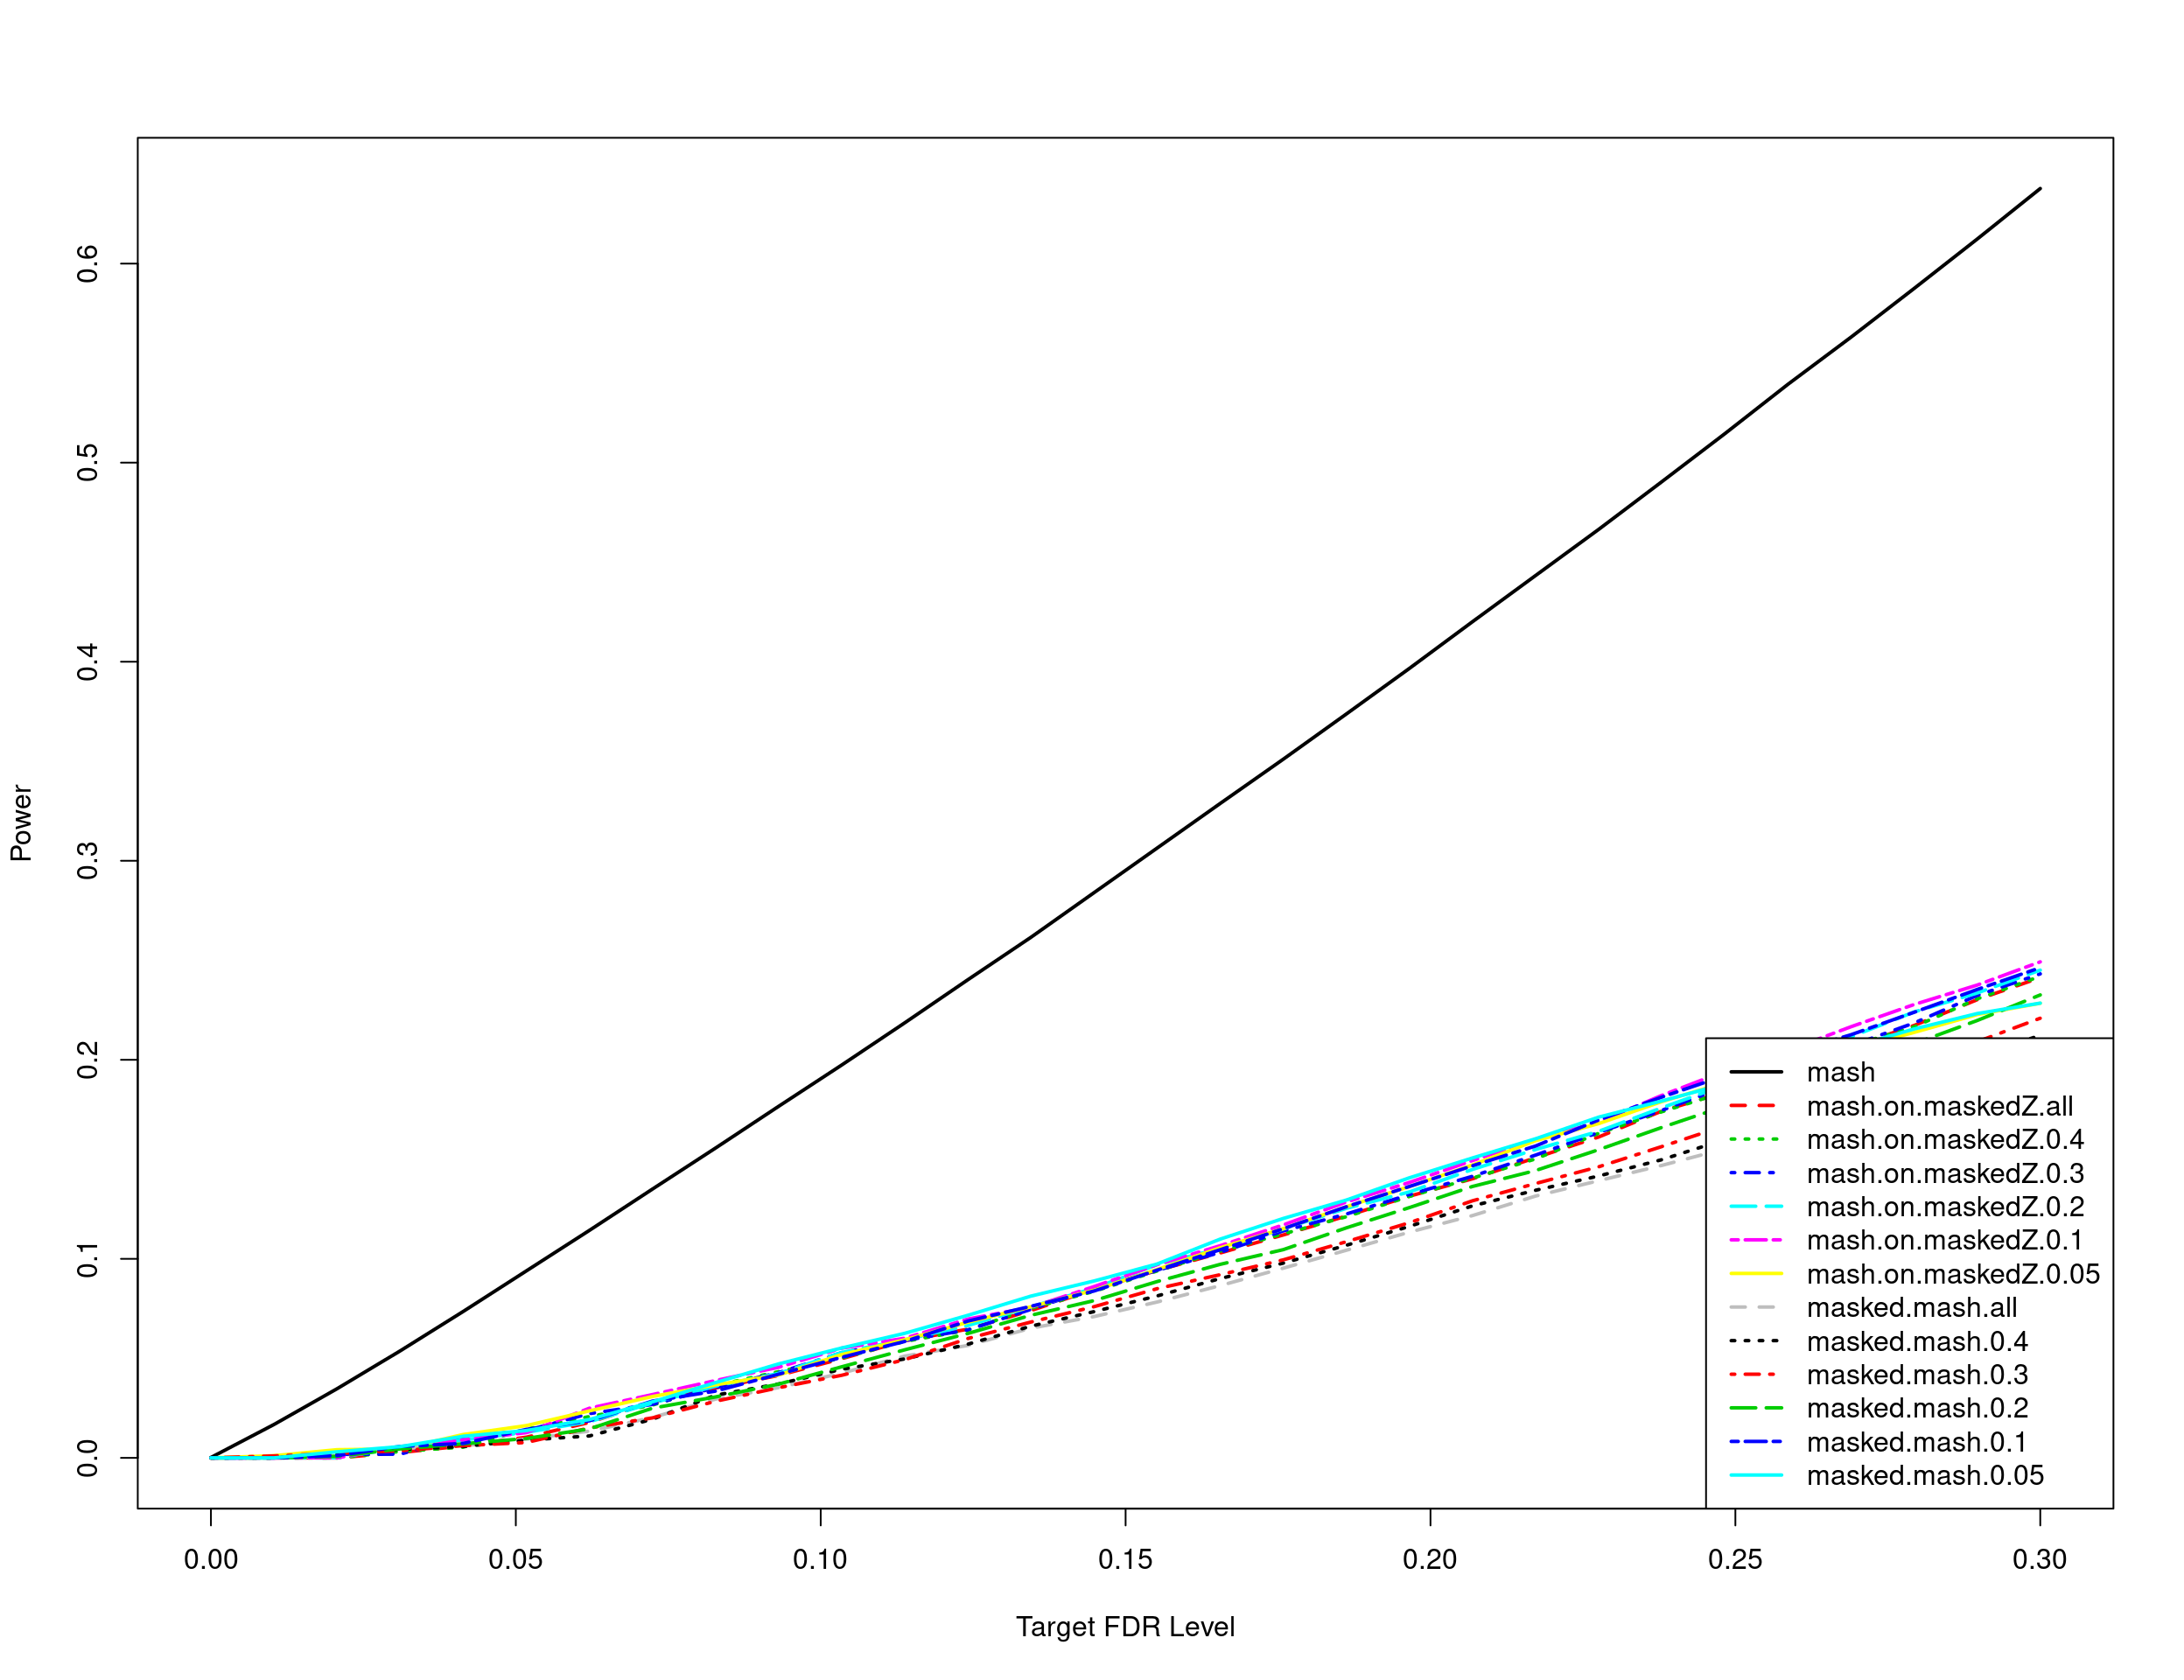 Power
0.6
0.5
0.4
0.3
0.2
0.1
0.0
mash
mash.on.maskedZ.all
mash.on.maskedZ.0.4
mash.on.maskedZ.0.3
mash.on.maskedZ.0.2
mash.on.maskedZ.0.1
mash.on.maskedZ.0.05
masked.mash.all
masked.mash.0.4
masked.mash.0.3
masked.mash.0.2
masked.mash.0.1
masked.mash.0.05
0.00 0.05 0.10 0.15 0.20 0.25 0.30
Target FDR Level